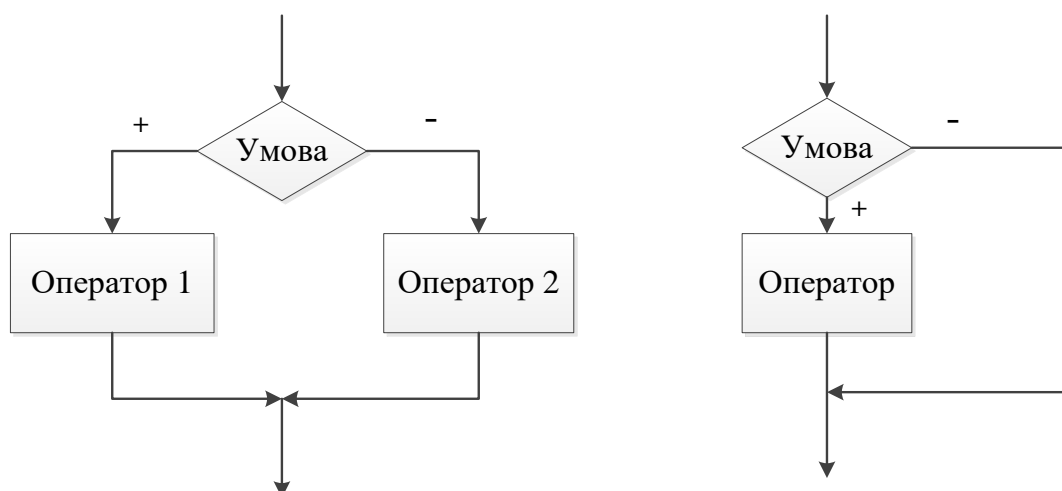 +
Умова
-
Оператор 1
Оператор 2
Умова
-
+
Оператор